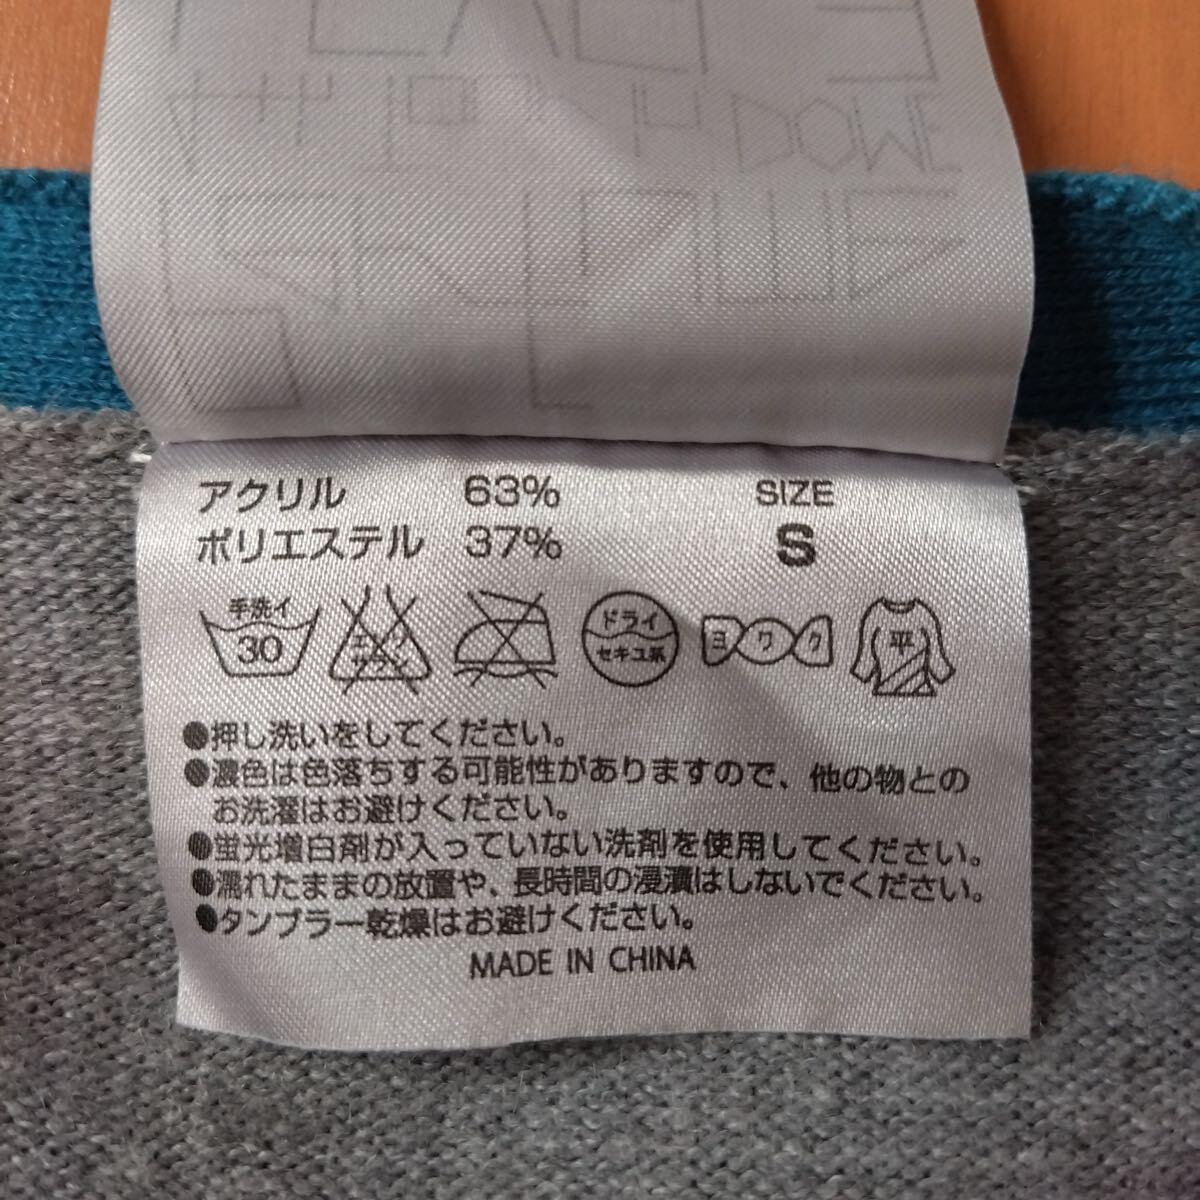 アクリル 63% SIZE
ポリエステル 37% S
手洗イ 30 エンソ サラシ ドライ セキユ系 ヨワク 平
●押し洗いをしてください。
●濃色は色落ちする可能性がありますので、他の物との
お洗濯はお避けください。
●蛍光増白剤が入っていない洗剤を使用してください。
●濡れたままの放置や、長時間の浸漬はしないでください。
●タンブラー乾燥はお避けください。
MADE IN CHINA